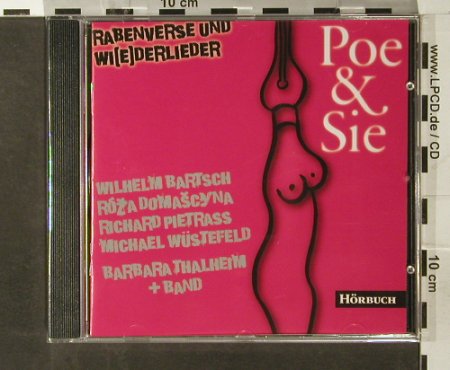 10 cm
RABENVERSE UND
WI[E]DERLIEDER
Poe
&
Sie
WILHELM BARTSCH
RÓŽA DOMAŠCYNA
RICHARD PIETRASS
MICHAEL WÜSTEFELD
BARBARA THALHEIM
+ BAND
HÖRBUCH
www.LPCD.de / CD
10 cm